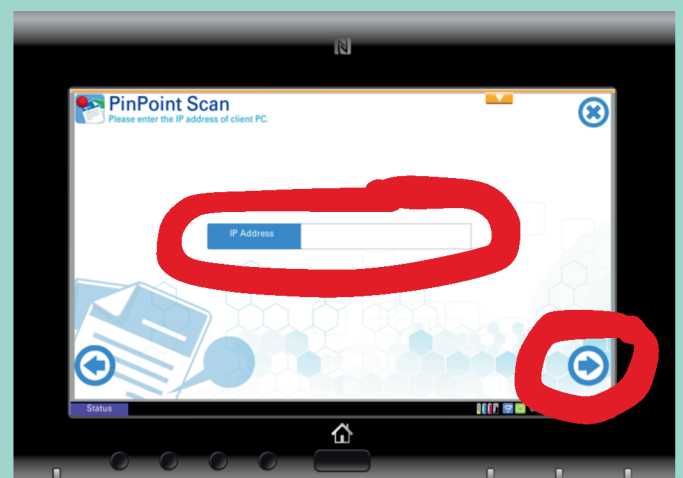 PinPoint Scan
Please enter the IP address of client PC.
IP Address
Status